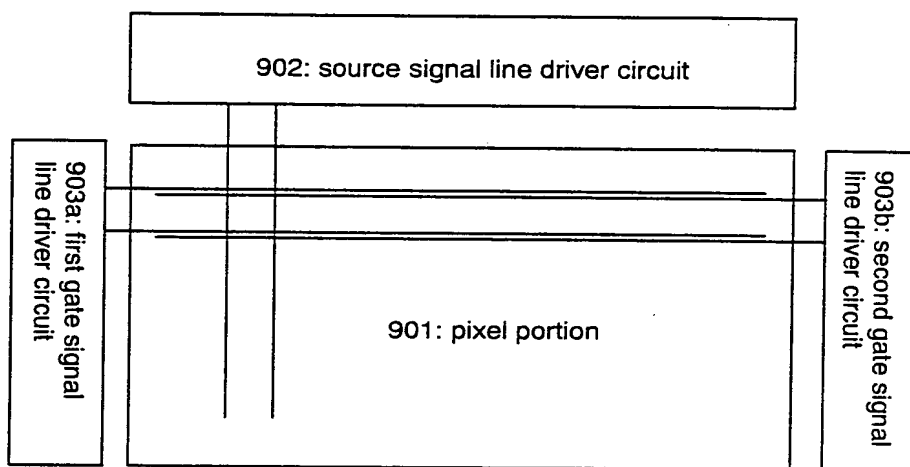 902: source signal line driver circuit
903a: first gate signal
line driver circuit
901: pixel portion
903b: second gate signal
line driver circuit